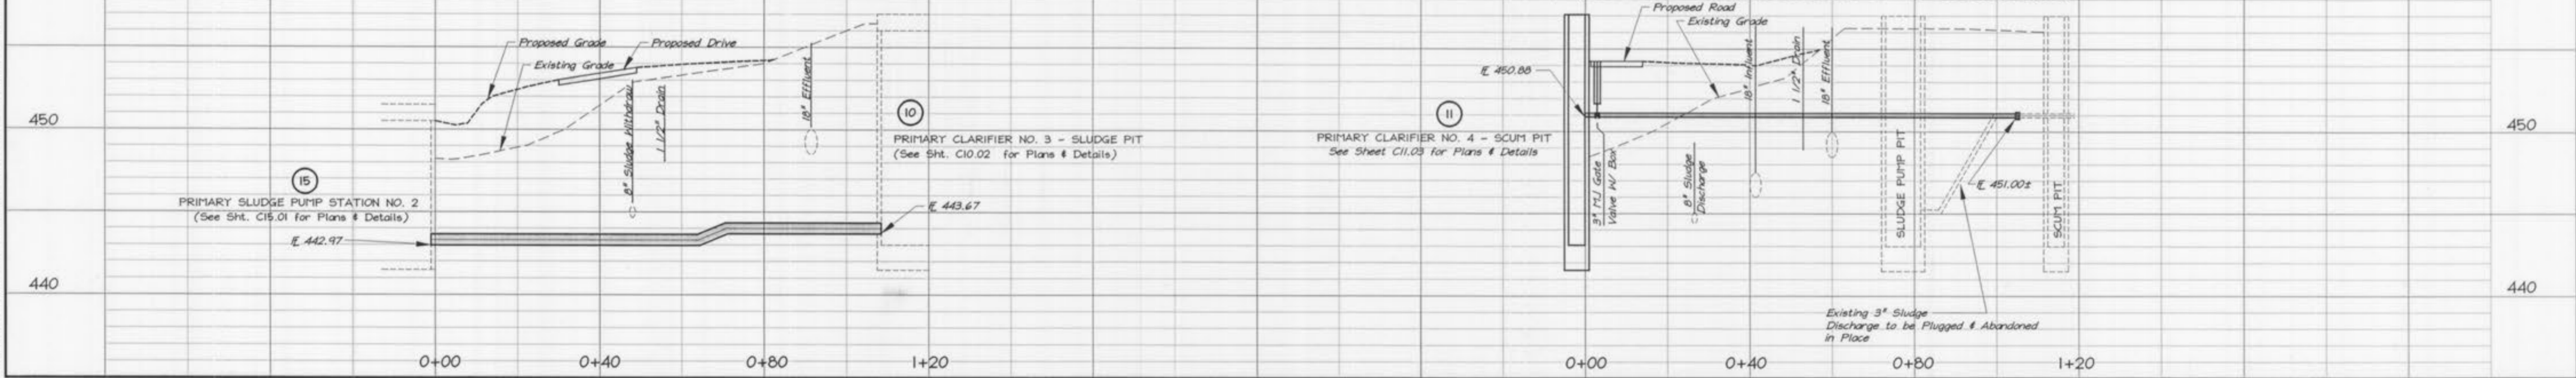 Proposed Grade
Proposed Drive
Existing Grade
8" Sludge Withdraw
1 1/2" Drain
18" Effluent
450
15
PRIMARY SLUDGE PUMP STATION NO. 2
(See Sht. C15.01 for Plans & Details)
442.97
10
PRIMARY CLARIFIER NO. 3 - SLUDGE PIT
(See Sht. C10.02 for Plans & Details)
443.67
440
0+00
0+40
0+80
1+20
Proposed Road
Existing Grade
450.88
11
PRIMARY CLARIFIER NO. 4 - SCUM PIT
See Sheet C11.03 for Plans & Details
3" MJ Gate
Valve W/ Box
8" Sludge
Discharge
18" Influent
1 1/2" Drain
18" Effluent
SLUDGE PUMP PIT
SCUM PIT
451.00±
Existing 3" Sludge
Discharge to be Plugged & Abandoned
in Place
450
440
0+00
0+40
0+80
1+20